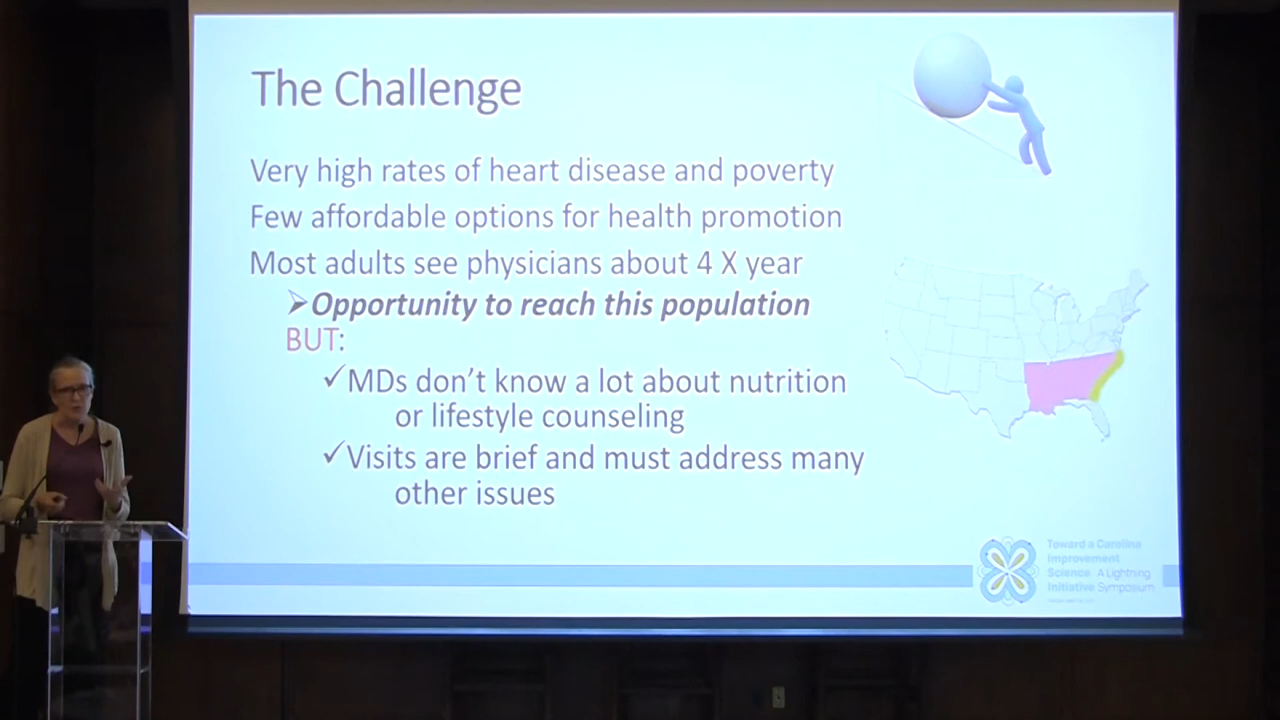 The Challenge
Very high rates of heart disease and poverty
Few affordable options for health promotion
Most adults see physicians about 4 X year
➢Opportunity to reach this population
BUT:
✓MDs don't know a lot about nutrition
or lifestyle counseling
✓Visits are brief and must address many
other issues
Toward a Carolina
Improvement
Science A Lightning
Initiative Symposium